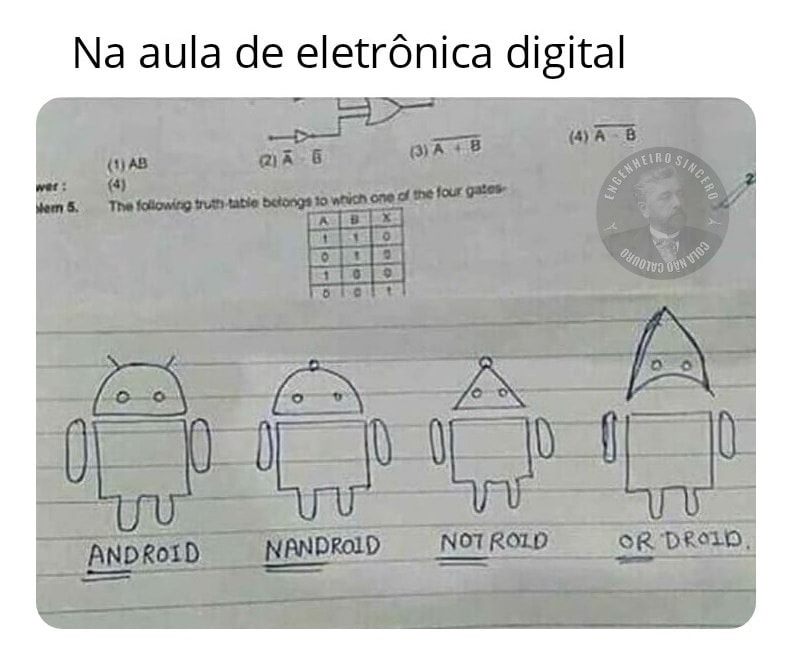 Na aula de eletrônica digital
(1) AB
(2) Ā · B̄
(3) A̅ ̅+̅ ̅B̅
(4) A̅ ̅·̅ ̅B̅
wer :
(4)
lem 5.
The following truth-table belongs to which one of the four gates-
A B X
1 1 0
0 1 0
1 0 0
0 0 1
2
ENGENHEIRO SINCERO
COLA NÃO CALOURO
ANDROID
NANDROID
NOTROID
OR DROID.